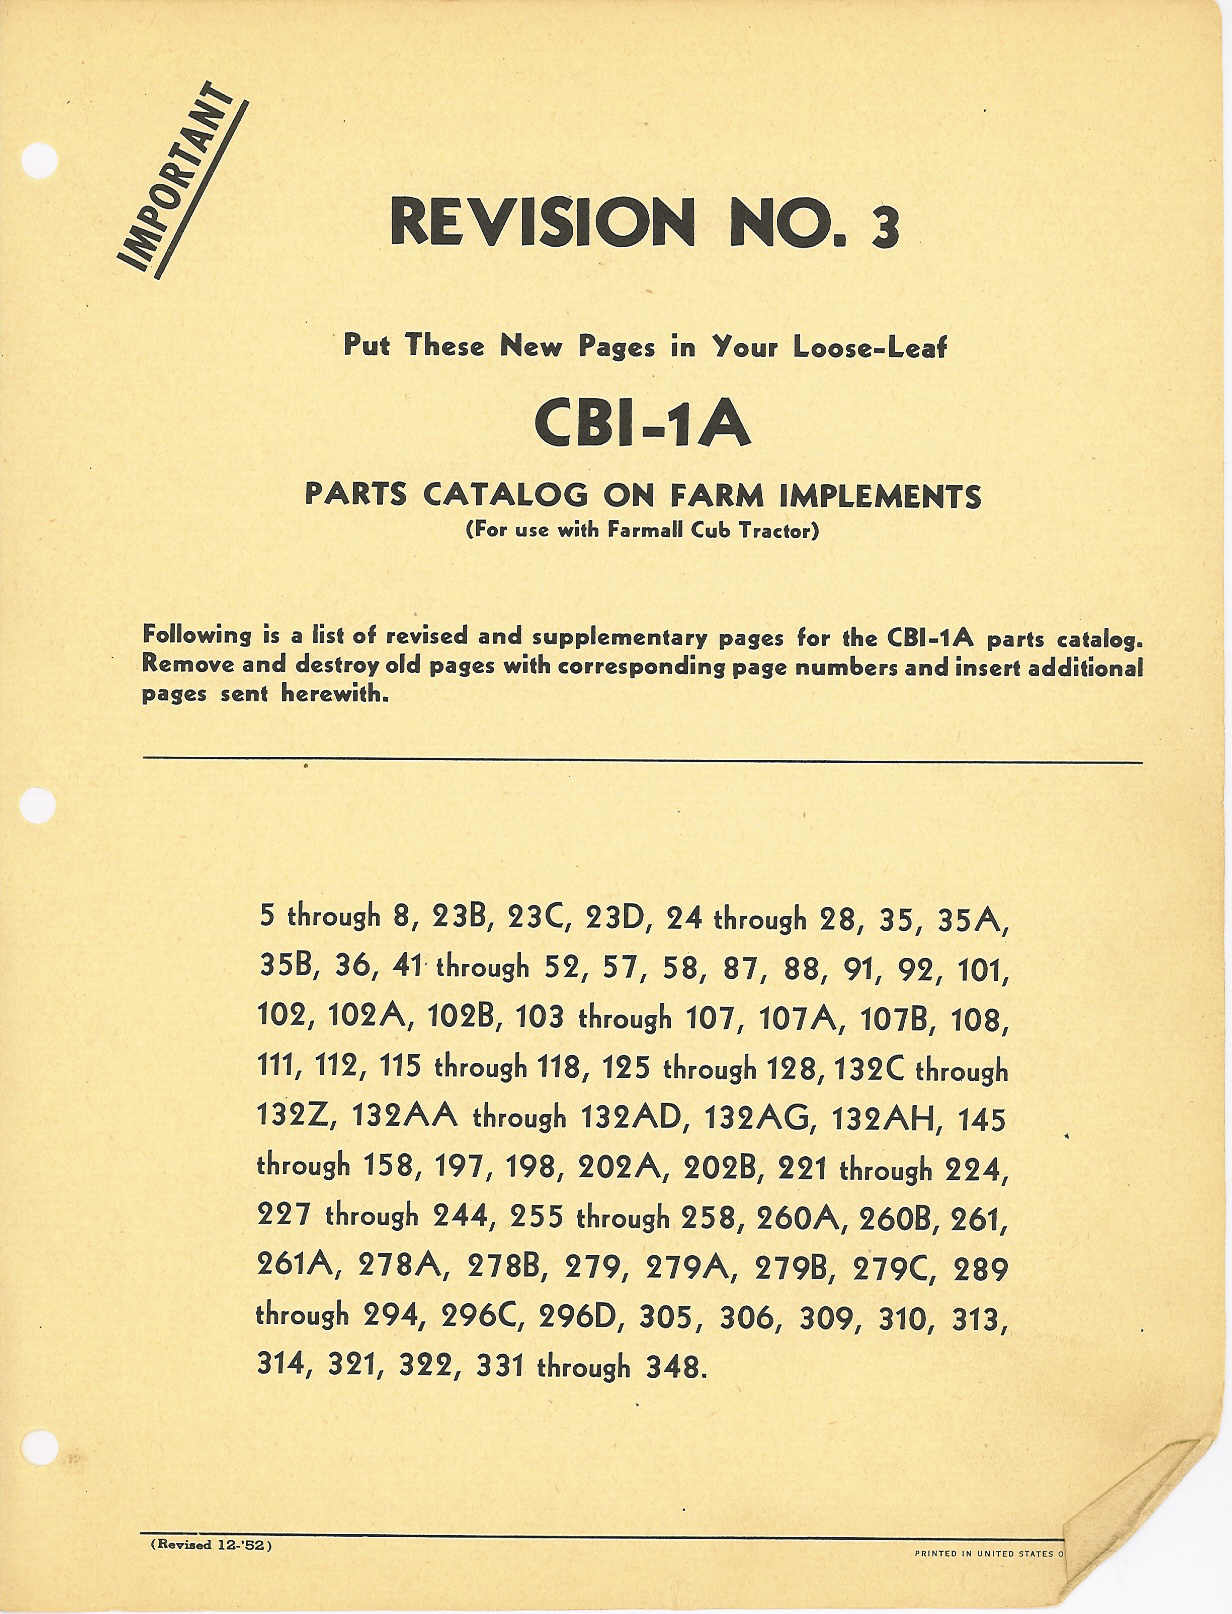 IMPORTANT
REVISION NO. 3
Put These New Pages in Your Loose-Leaf
CBI-1A
PARTS CATALOG ON FARM IMPLEMENTS
(For use with Farmall Cub Tractor)
Following is a list of revised and supplementary pages for the CBI-1A parts catalog.
Remove and destroy old pages with corresponding page numbers and insert additional
pages sent herewith.
5 through 8, 23B, 23C, 23D, 24 through 28, 35, 35A,
35B, 36, 41 through 52, 57, 58, 87, 88, 91, 92, 101,
102, 102A, 102B, 103 through 107, 107A, 107B, 108,
111, 112, 115 through 118, 125 through 128, 132C through
132Z, 132AA through 132AD, 132AG, 132AH, 145
through 158, 197, 198, 202A, 202B, 221 through 224,
227 through 244, 255 through 258, 260A, 260B, 261,
261A, 278A, 278B, 279, 279A, 279B, 279C, 289
through 294, 296C, 296D, 305, 306, 309, 310, 313,
314, 321, 322, 331 through 348.
(Revised 12-'52)
PRINTED IN UNITED STATES O